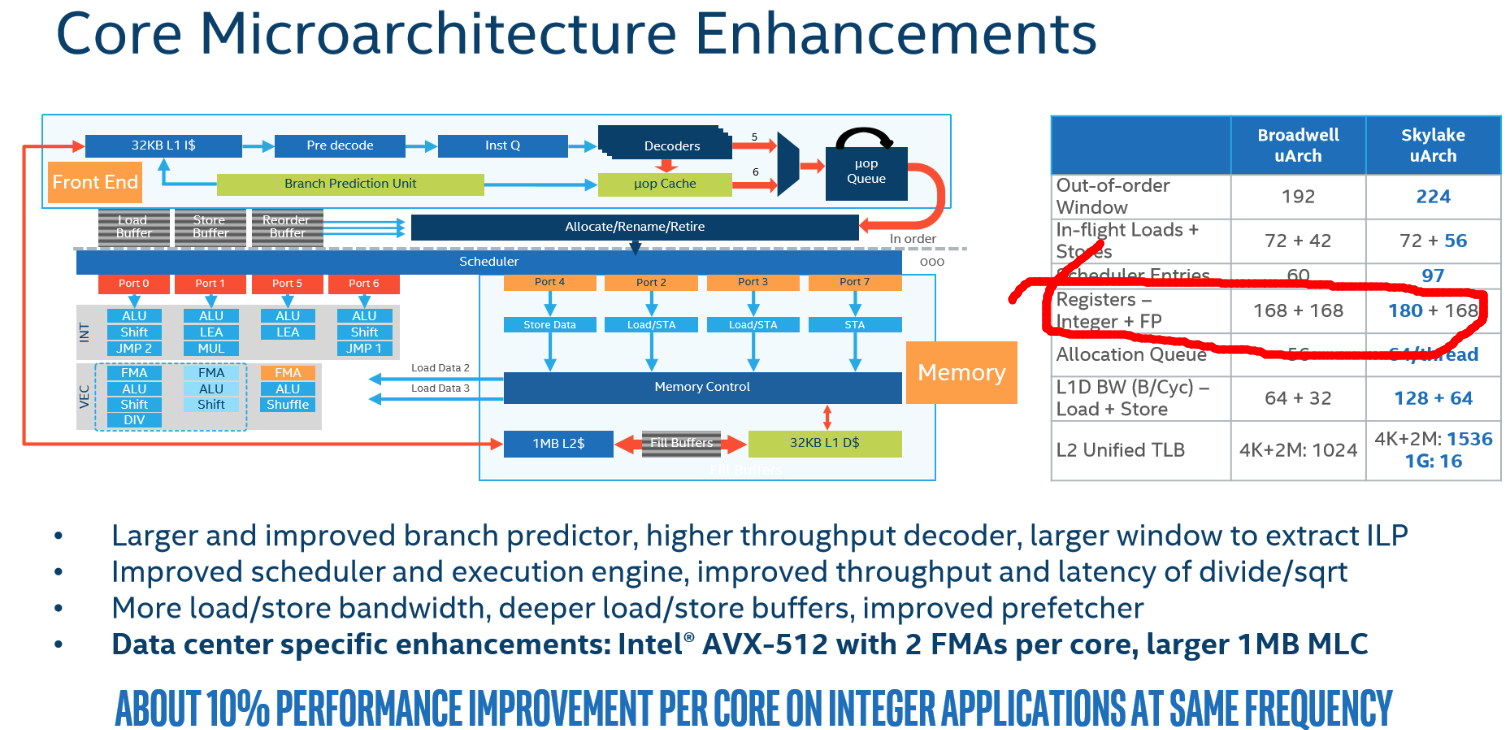 Core Microarchitecture Enhancements
32KB L1 I$
Pre decode
Inst Q
Decoders
5
µop
Queue
Front End
Branch Prediction Unit
µop Cache
6
Load
Buffer
Store
Buffer
Reorder
Buffer
Allocate/Rename/Retire
In order
Scheduler
OOO
Port 0
Port 1
Port 5
Port 6
Port 4
Port 2
Port 3
Port 7
INT
ALU
Shift
JMP 2
ALU
LEA
MUL
ALU
LEA
ALU
Shift
JMP 1
Store Data
Load/STA
Load/STA
STA
VEC
FMA
ALU
Shift
DIV
FMA
ALU
Shift
FMA
ALU
Shuffle
Load Data 2
Load Data 3
Memory Control
Memory
1MB L2$
Fill Buffers
32KB L1 D$
Fill Buffers
Broadwell
uArch
Skylake
uArch
Out-of-order
Window
192
224
In-flight Loads +
Stores
72 + 42
72 + 56
Scheduler Entries
60
97
Registers –
Integer + FP
168 + 168
180 + 168
Allocation Queue
56
64/thread
L1D BW (B/Cyc) –
Load + Store
64 + 32
128 + 64
L2 Unified TLB
4K+2M: 1024
4K+2M: 1536
1G: 16
• Larger and improved branch predictor, higher throughput decoder, larger window to extract ILP
• Improved scheduler and execution engine, improved throughput and latency of divide/sqrt
• More load/store bandwidth, deeper load/store buffers, improved prefetcher
• Data center specific enhancements: Intel® AVX-512 with 2 FMAs per core, larger 1MB MLC
ABOUT 10% PERFORMANCE IMPROVEMENT PER CORE ON INTEGER APPLICATIONS AT SAME FREQUENCY